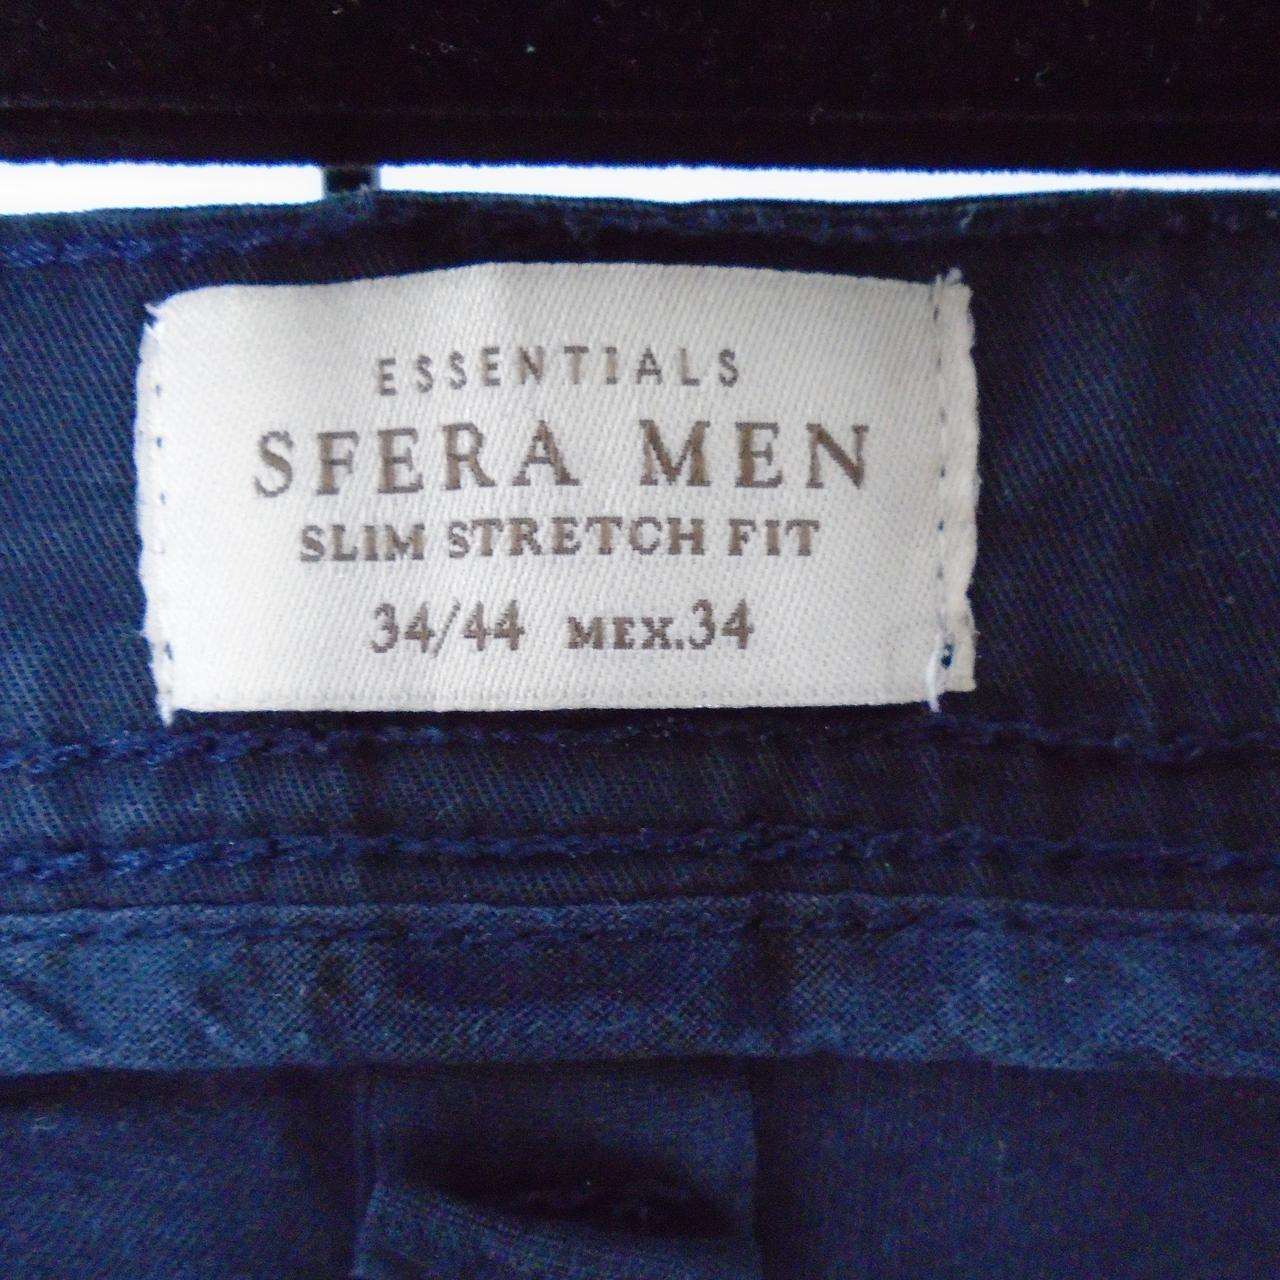 ESSENTIALS
SFERA MEN
SLIM STRETCH FIT
34/44 MEX.34